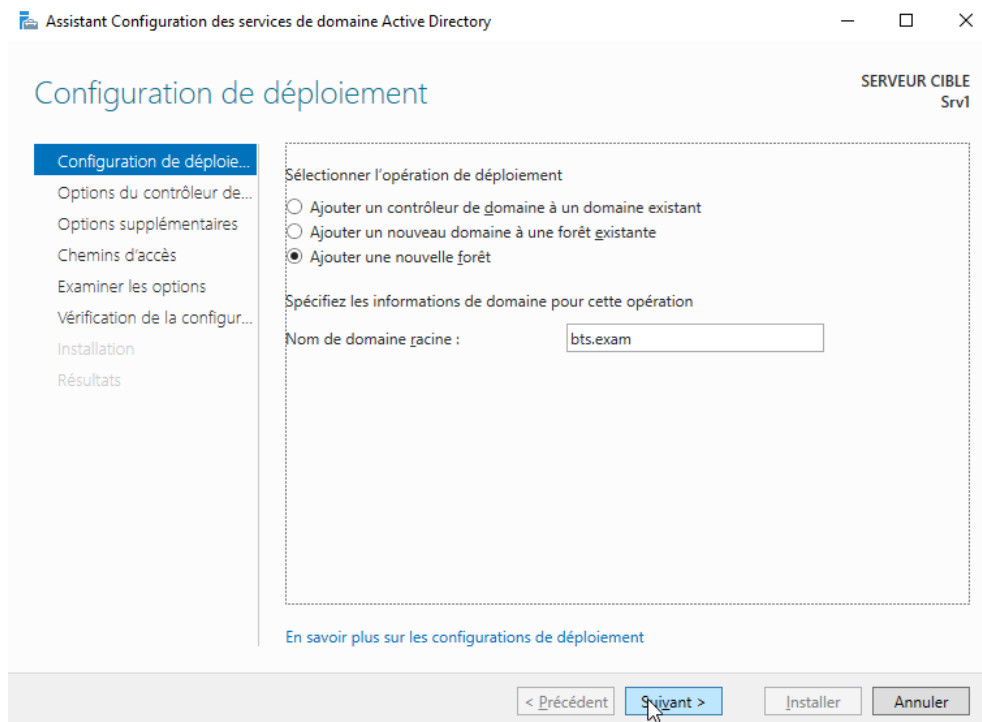 Assistant Configuration des services de domaine Active Directory
Configuration de déploiement
SERVEUR CIBLE
Srv1
Configuration de déploie...
Options du contrôleur de...
Options supplémentaires
Chemins d'accès
Examiner les options
Vérification de la configur...
Installation
Résultats
Sélectionner l'opération de déploiement
Ajouter un contrôleur de domaine à un domaine existant
Ajouter un nouveau domaine à une forêt existante
Ajouter une nouvelle forêt
Spécifiez les informations de domaine pour cette opération
Nom de domaine racine : bts.exam
En savoir plus sur les configurations de déploiement
< Précédent Suivant > Installer Annuler